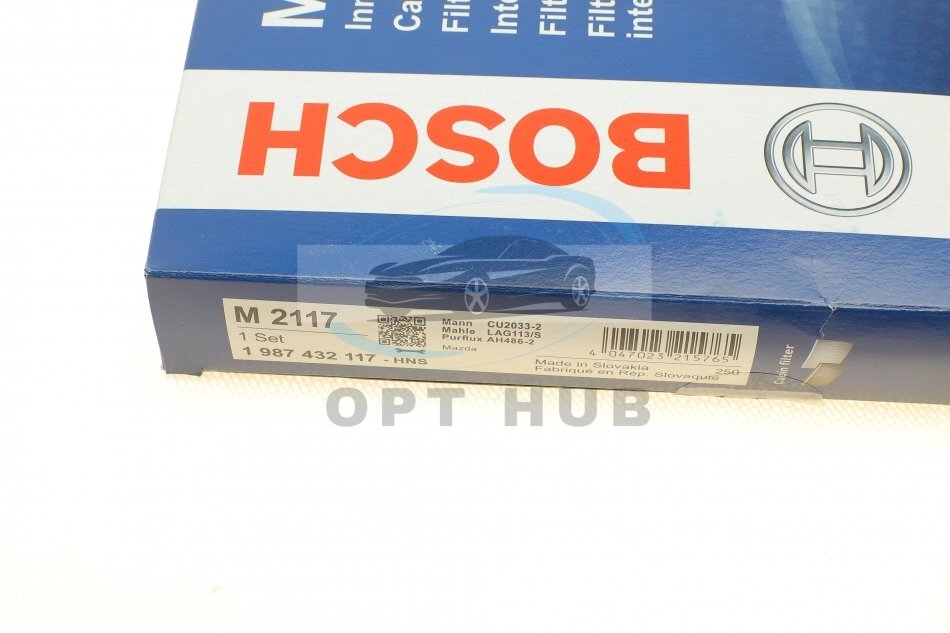 M
Inn
Ca
Filt
Inte
Filt
Filt
inte
BOSCH
M 2117
1 Set
1 987 432 117 - HNS
Mann CU2033-2
Mahle LAG113/S
Purflux AH486-2
Mazda
4 047023 215765
Made in Slovakia
Fabriqué en Rép. Slovaquie
250
Cabin filter
OPT HUB